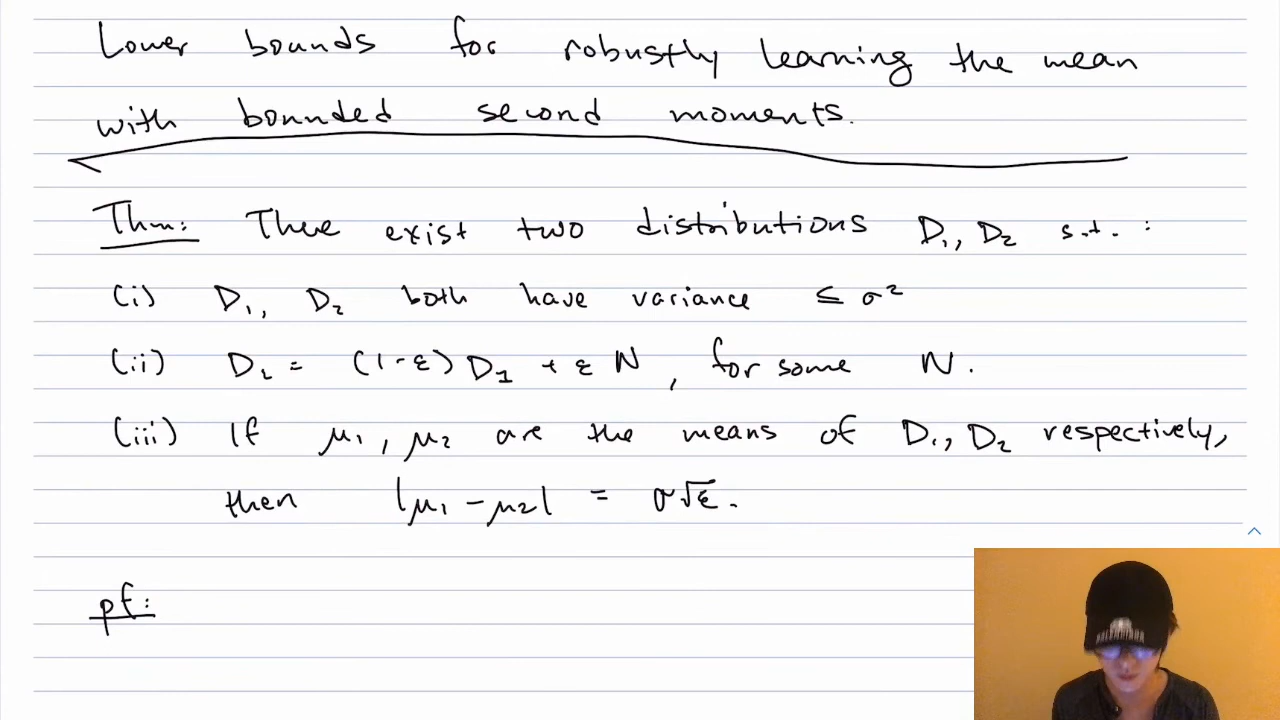 Lower bounds for robustly learning the mean
with bounded second moments.
Thm: There exist two distributions D₁, D₂ s.t. :
(i) D₁, D₂ both have variance ≤ σ²
(ii) D₂ = (1-ε) D₁ + ε N, for some N.
(iii) If μ₁, μ₂ are the means of D₁, D₂ respectively,
then |μ₁ - μ₂| = σ√ε.
pf: